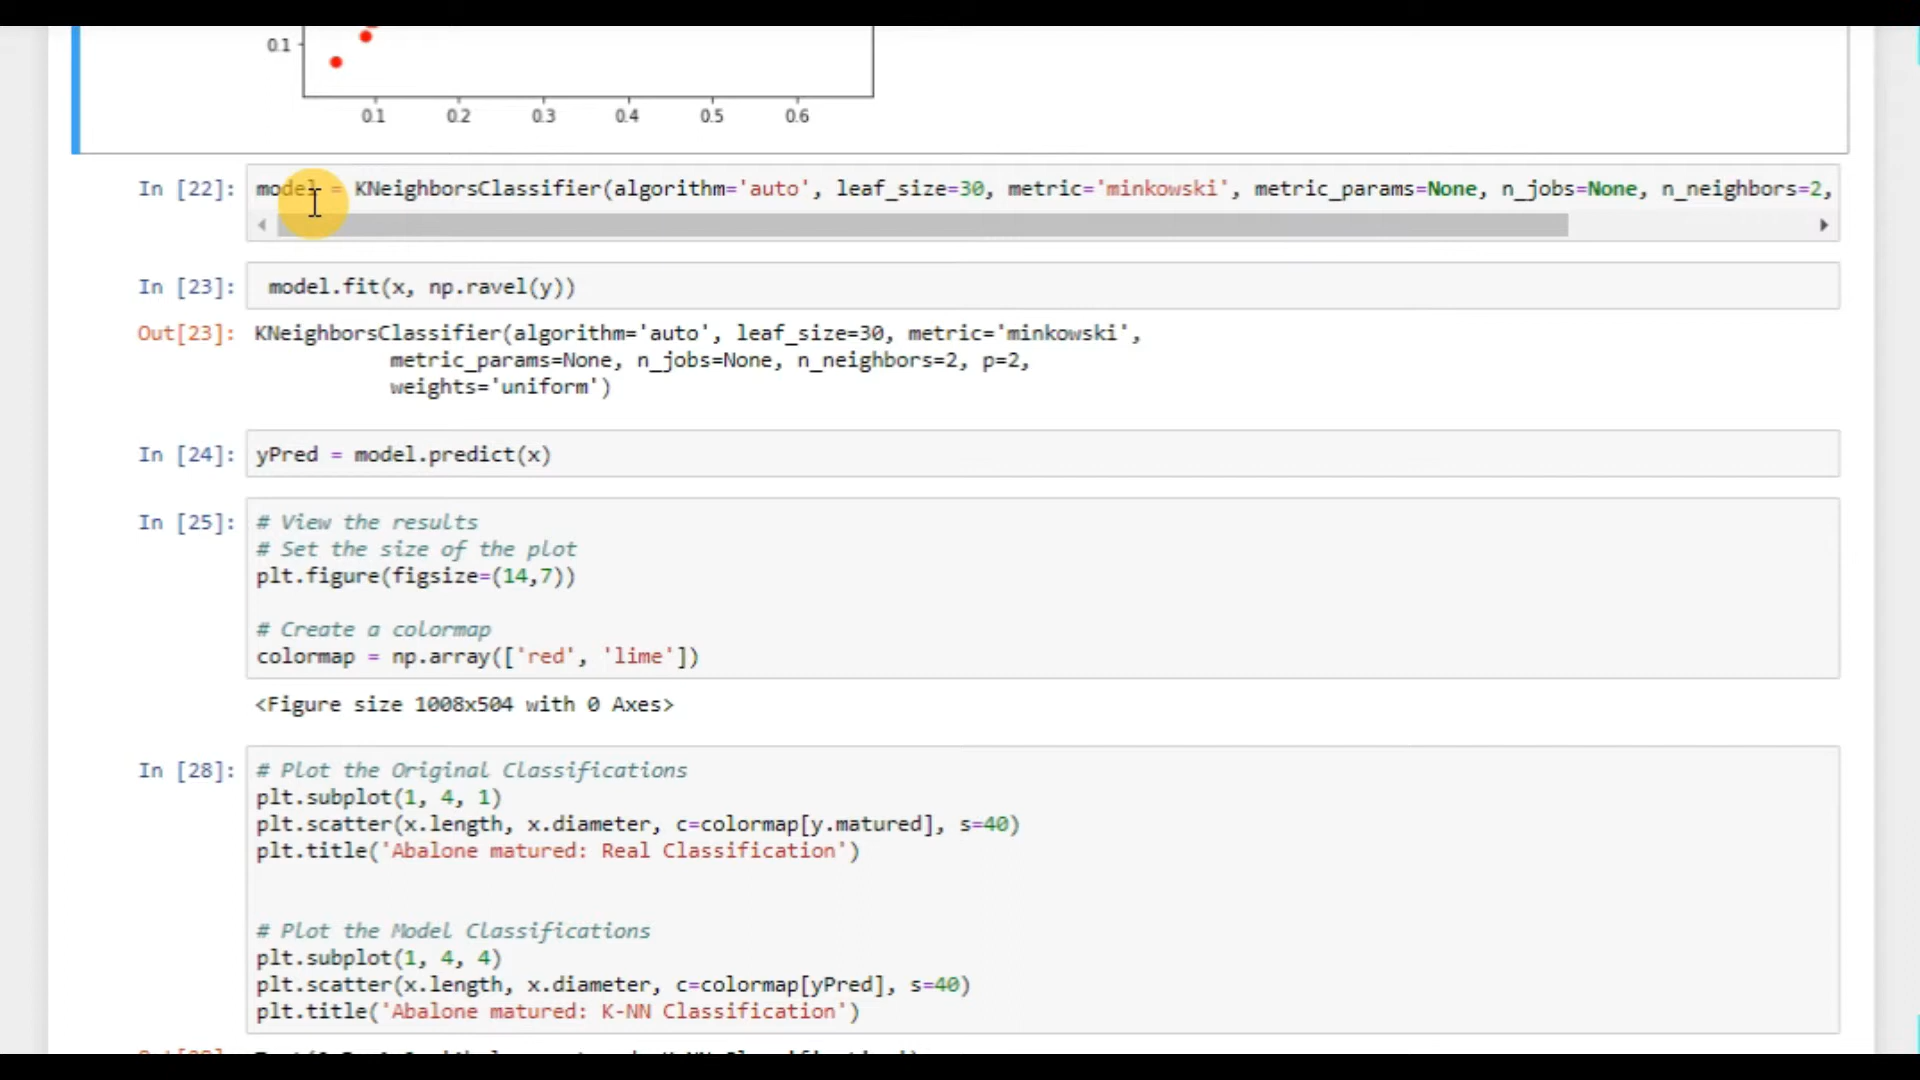 0.1
0.1 0.2 0.3 0.4 0.5 0.6
In [22]: model = KNeighborsClassifier(algorithm='auto', leaf_size=30, metric='minkowski', metric_params=None, n_jobs=None, n_neighbors=2,
In [23]: model.fit(x, np.ravel(y))
Out[23]: KNeighborsClassifier(algorithm='auto', leaf_size=30, metric='minkowski',
metric_params=None, n_jobs=None, n_neighbors=2, p=2,
weights='uniform')
In [24]: yPred = model.predict(x)
In [25]: # View the results
# Set the size of the plot
plt.figure(figsize=(14,7))
# Create a colormap
colormap = np.array(['red', 'lime'])
<Figure size 1008x504 with 0 Axes>
In [28]: # Plot the Original Classifications
plt.subplot(1, 4, 1)
plt.scatter(x.length, x.diameter, c=colormap[y.matured], s=40)
plt.title('Abalone matured: Real Classification')
# Plot the Model Classifications
plt.subplot(1, 4, 4)
plt.scatter(x.length, x.diameter, c=colormap[yPred], s=40)
plt.title('Abalone matured: K-NN Classification')